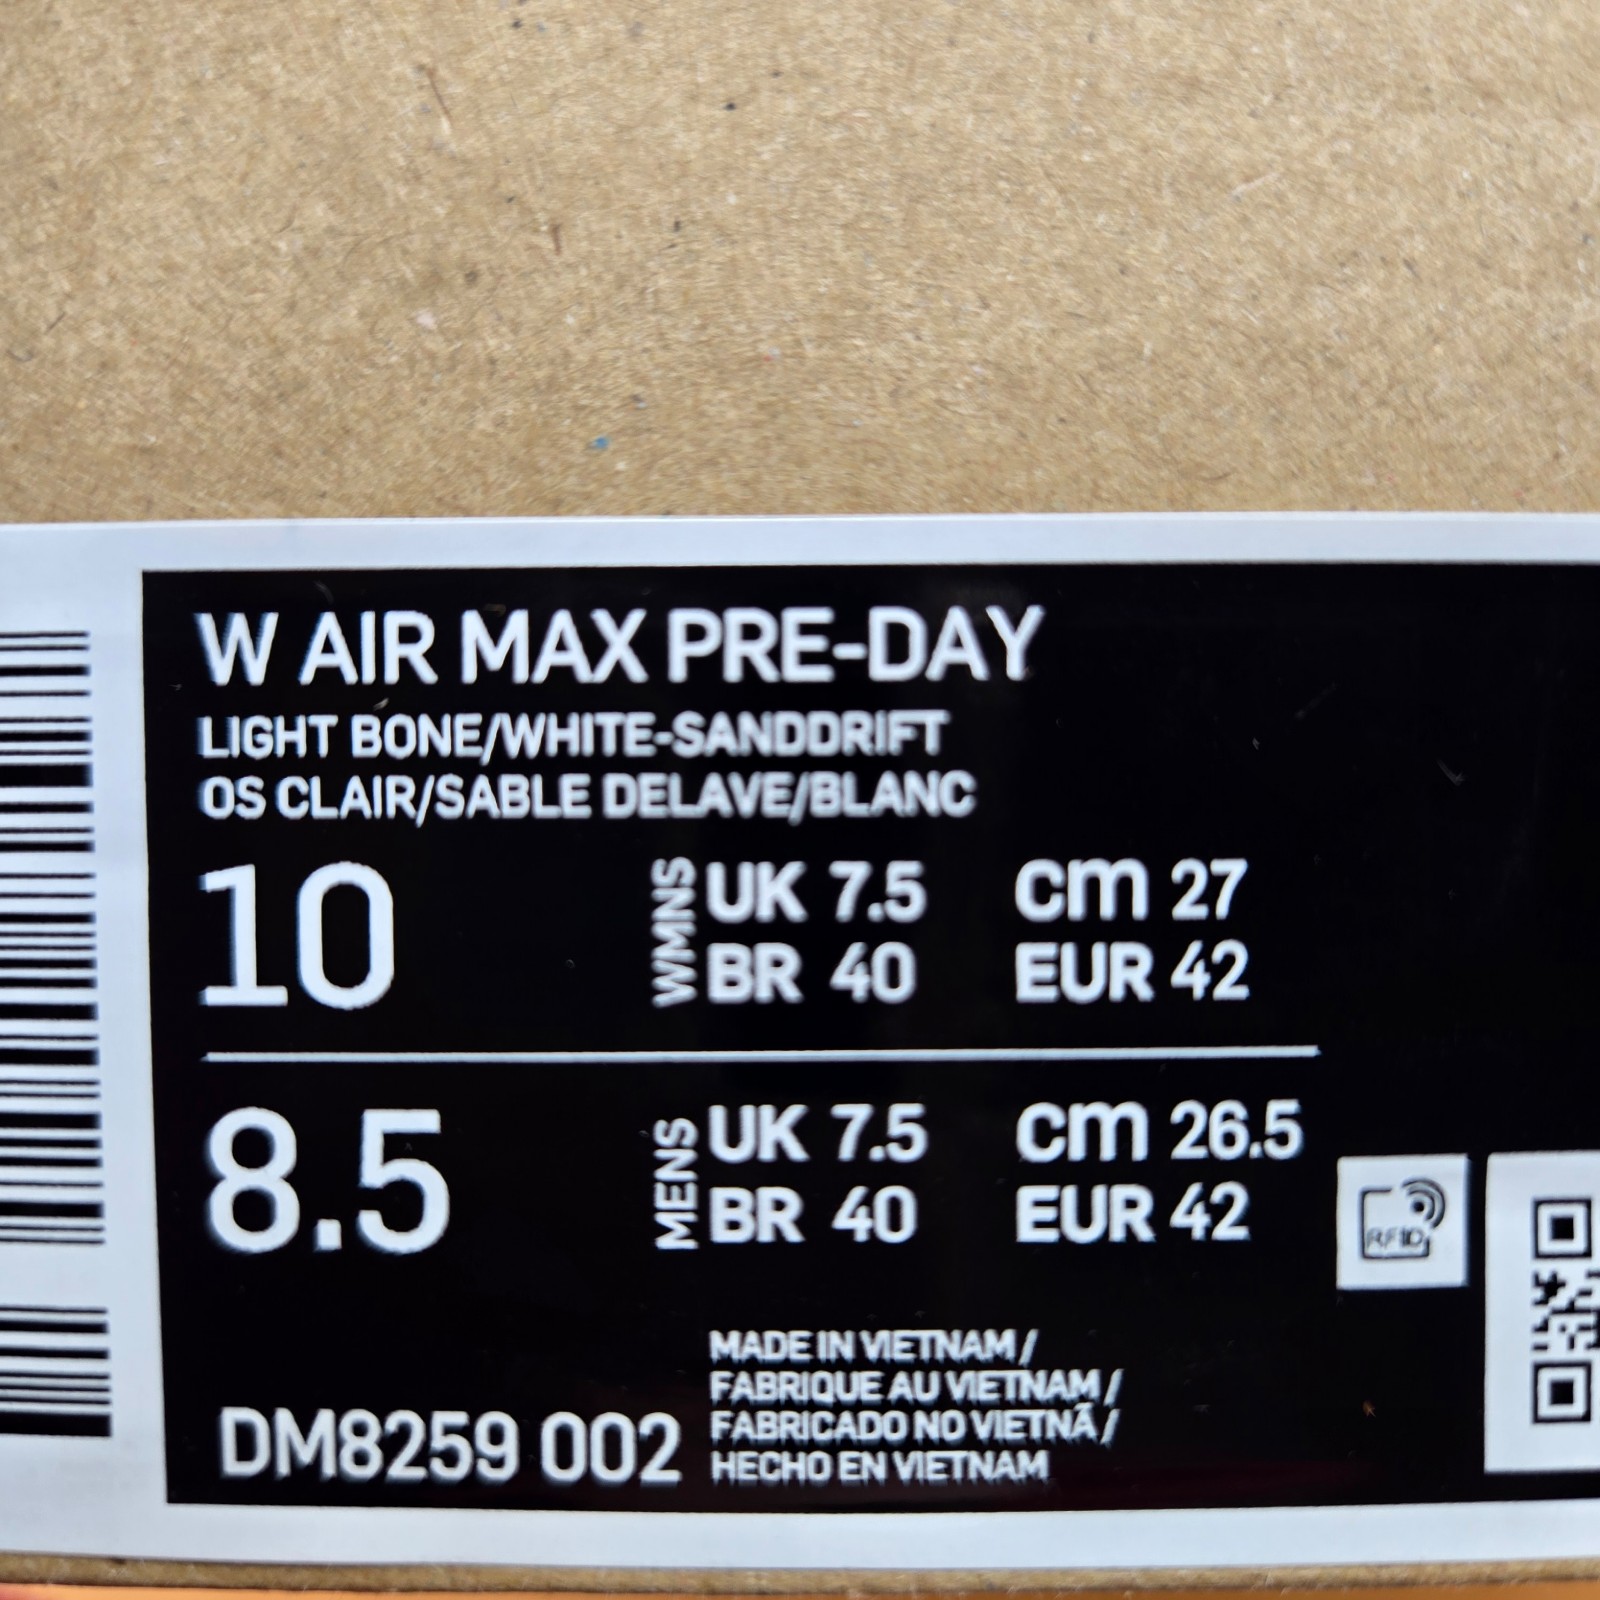 W AIR MAX PRE-DAY
LIGHT BONE/WHITE-SANDDRIFT
OS CLAIR/SABLE DELAVE/BLANC
10
WMNS
UK 7.5 cm 27
BR 40 EUR 42
8.5
MENS
UK 7.5 cm 26.5
BR 40 EUR 42
RFID
MADE IN VIETNAM /
FABRIQUE AU VIETNAM /
FABRICADO NO VIETNÃ /
HECHO EN VIETNAM
DM8259 002